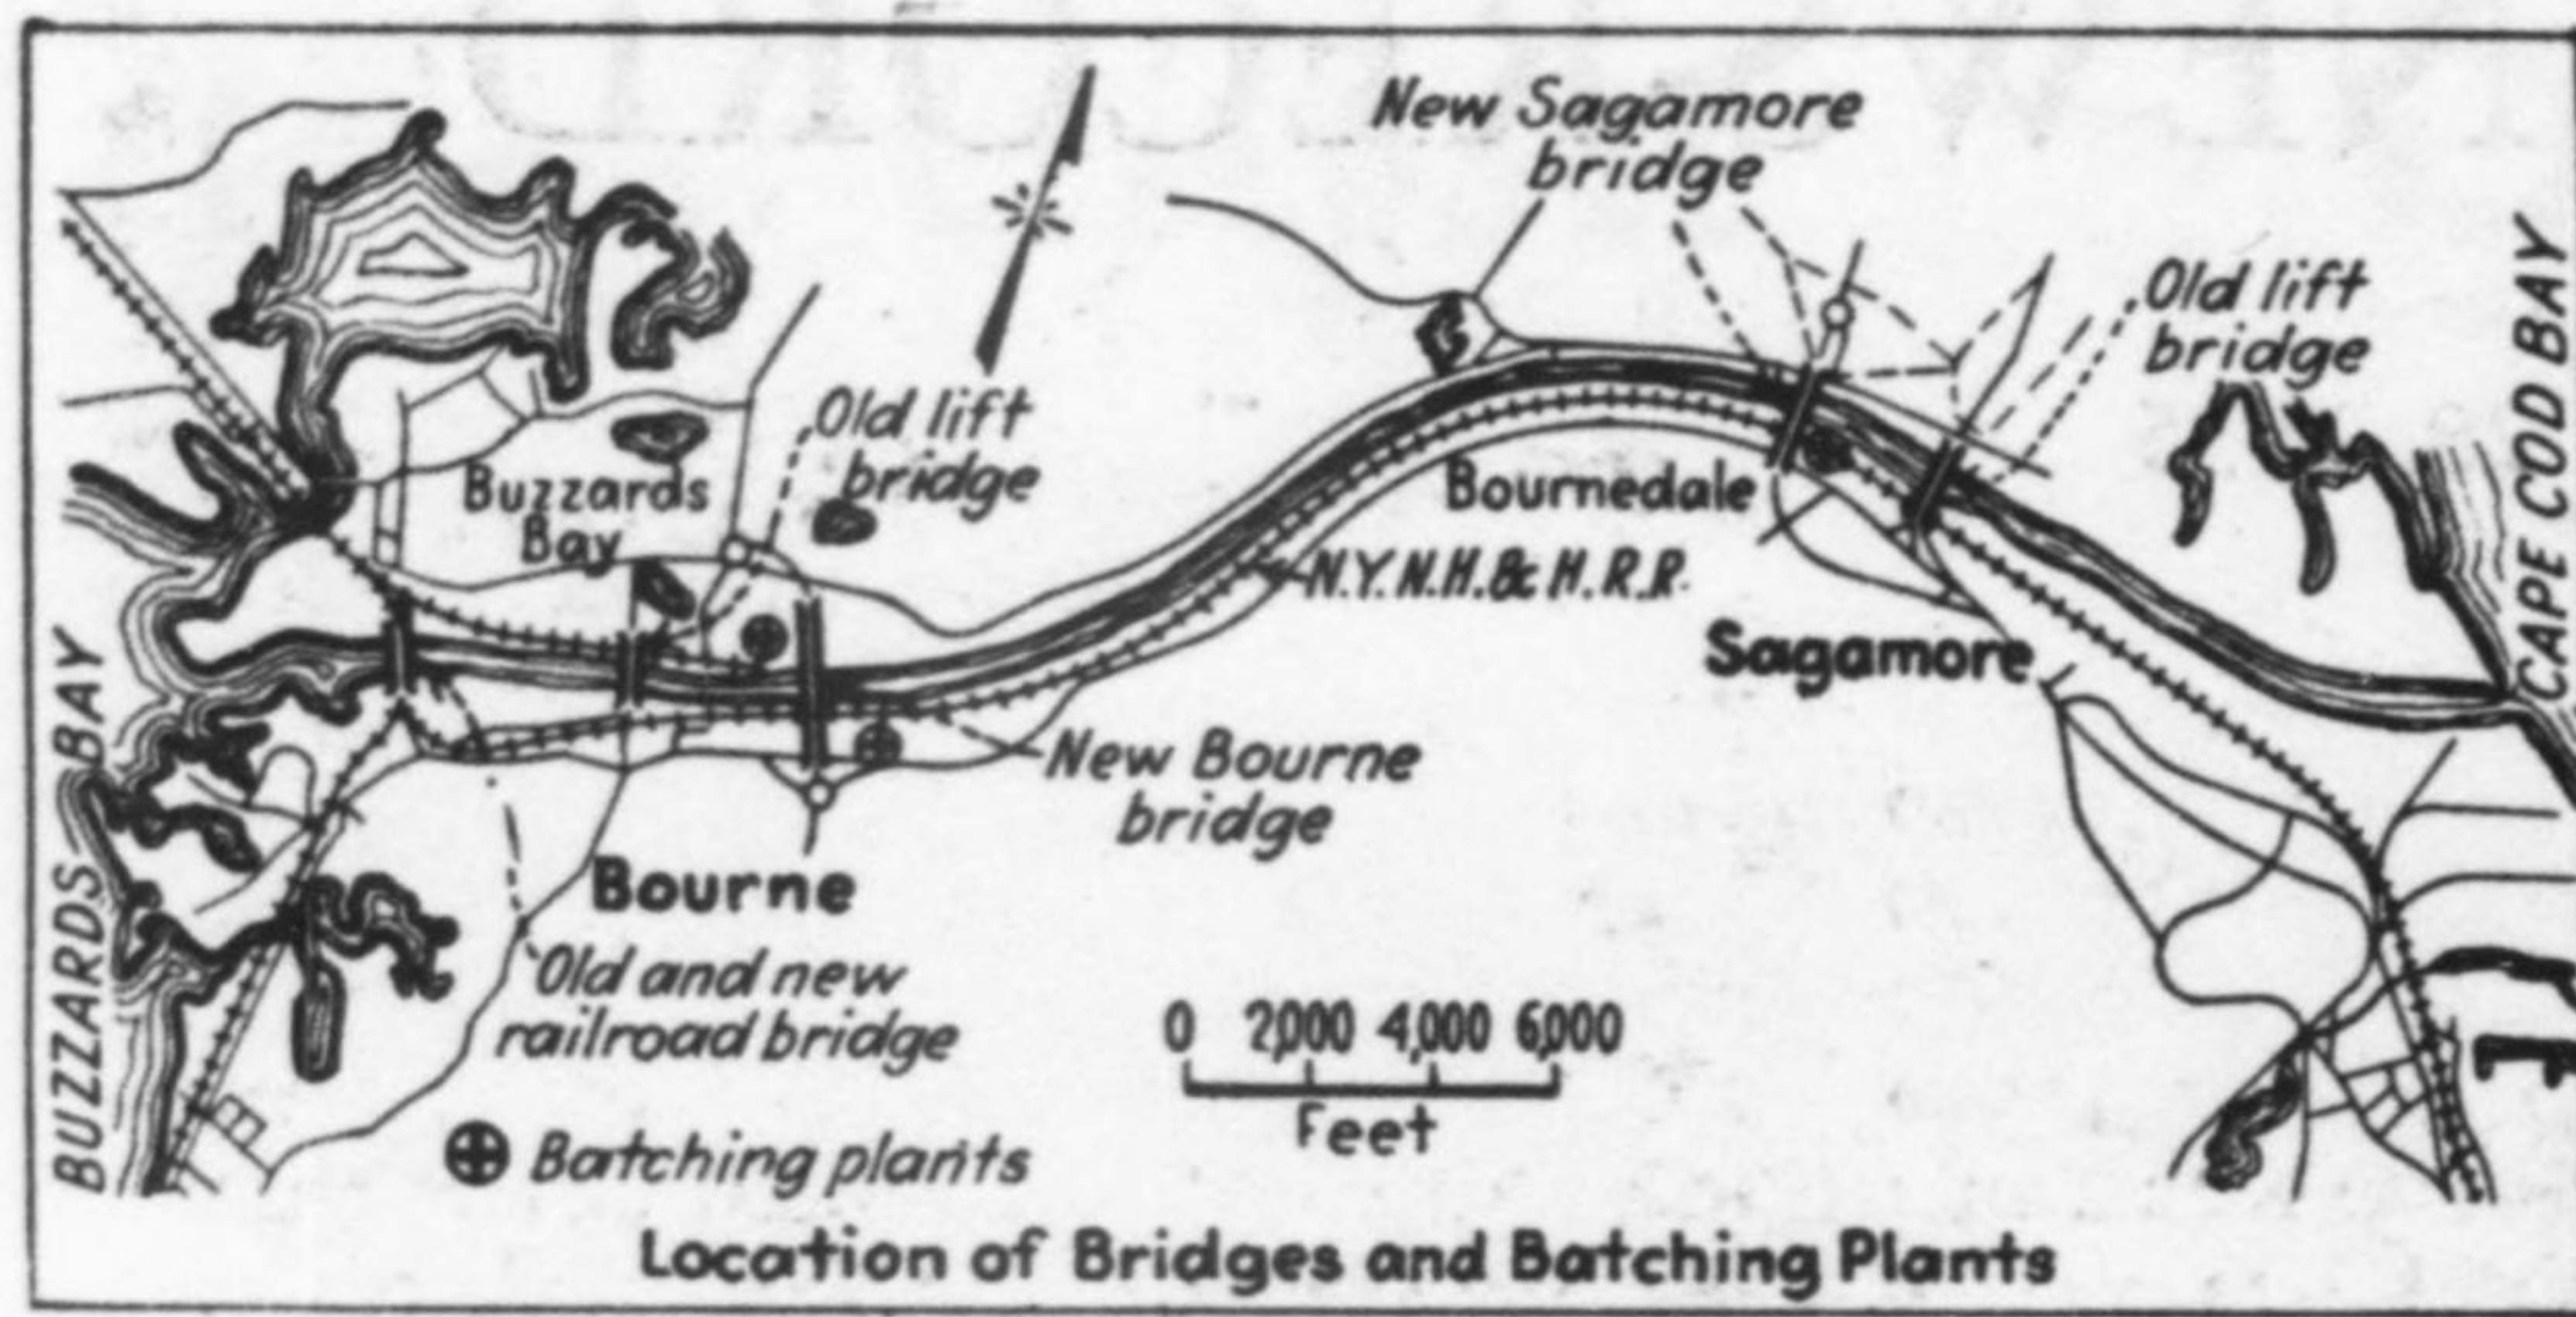 New Sagamore
bridge
Old lift
bridge
CAPE COD BAY
Old lift
bridge
Buzzards
Bay
Bournedale
N.Y. N.H. & H. R.R.
Sagamore
BUZZARDS BAY
New Bourne
bridge
Bourne
Old and new
railroad bridge
0 2,000 4,000 6,000
Feet
Batching plants
Location of Bridges and Batching Plants